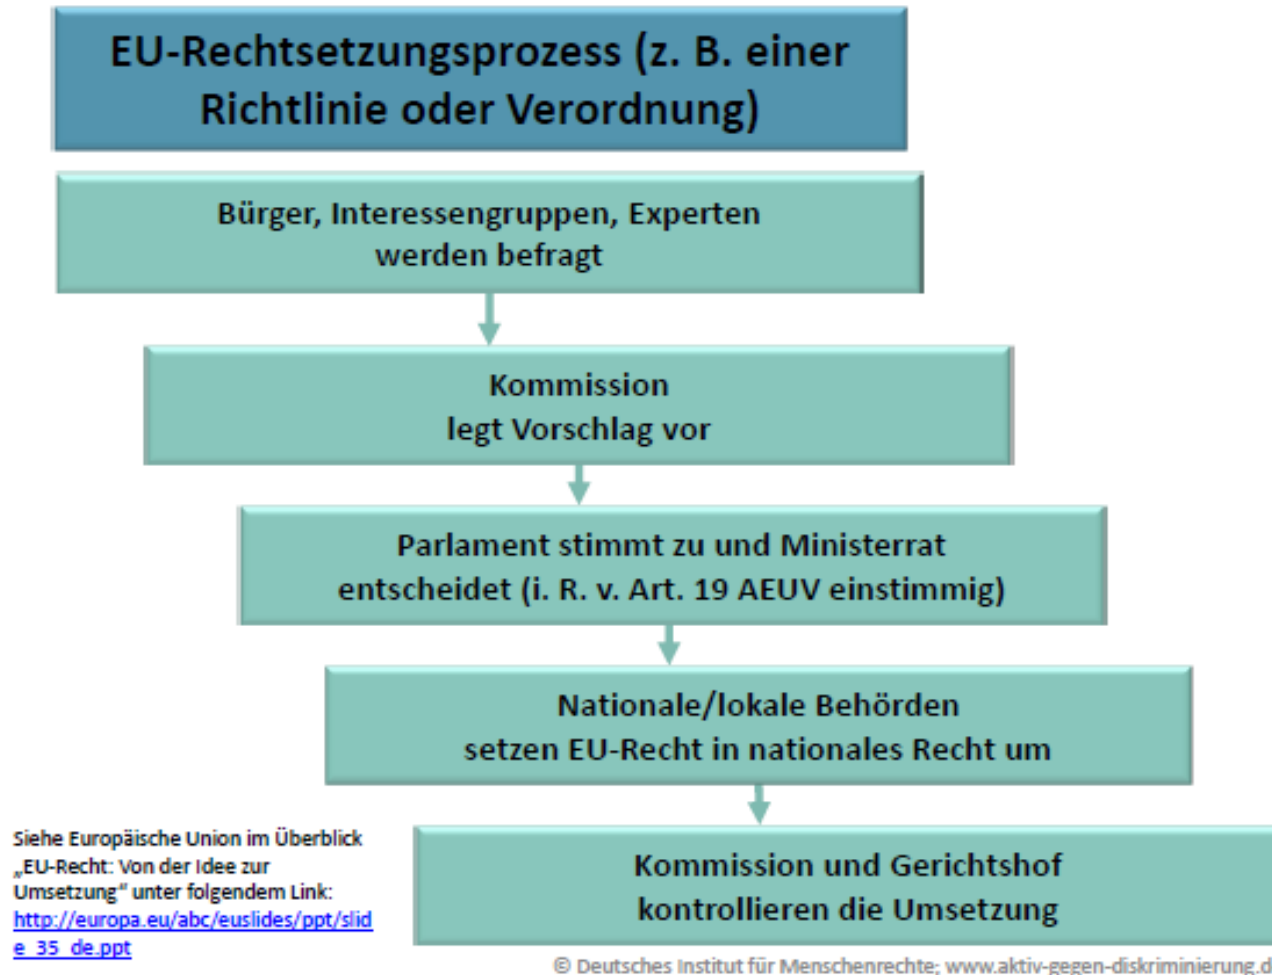 EU-Rechtsetzungsprozess (z. B. einer
Richtlinie oder Verordnung)
Bürger, Interessengruppen, Experten
werden befragt
Kommission
legt Vorschlag vor
Parlament stimmt zu und Ministerrat
entscheidet (i. R. v. Art. 19 AEUV einstimmig)
Nationale/lokale Behörden
setzen EU-Recht in nationales Recht um
Kommission und Gerichtshof
kontrollieren die Umsetzung
Siehe Europäische Union im Überblick
„EU-Recht: Von der Idee zur
Umsetzung“ unter folgendem Link:
http://europa.eu/abc/euslides/ppt/slid
e_35_de.ppt
© Deutsches Institut für Menschenrechte; www.aktiv-gegen-diskriminierung.d